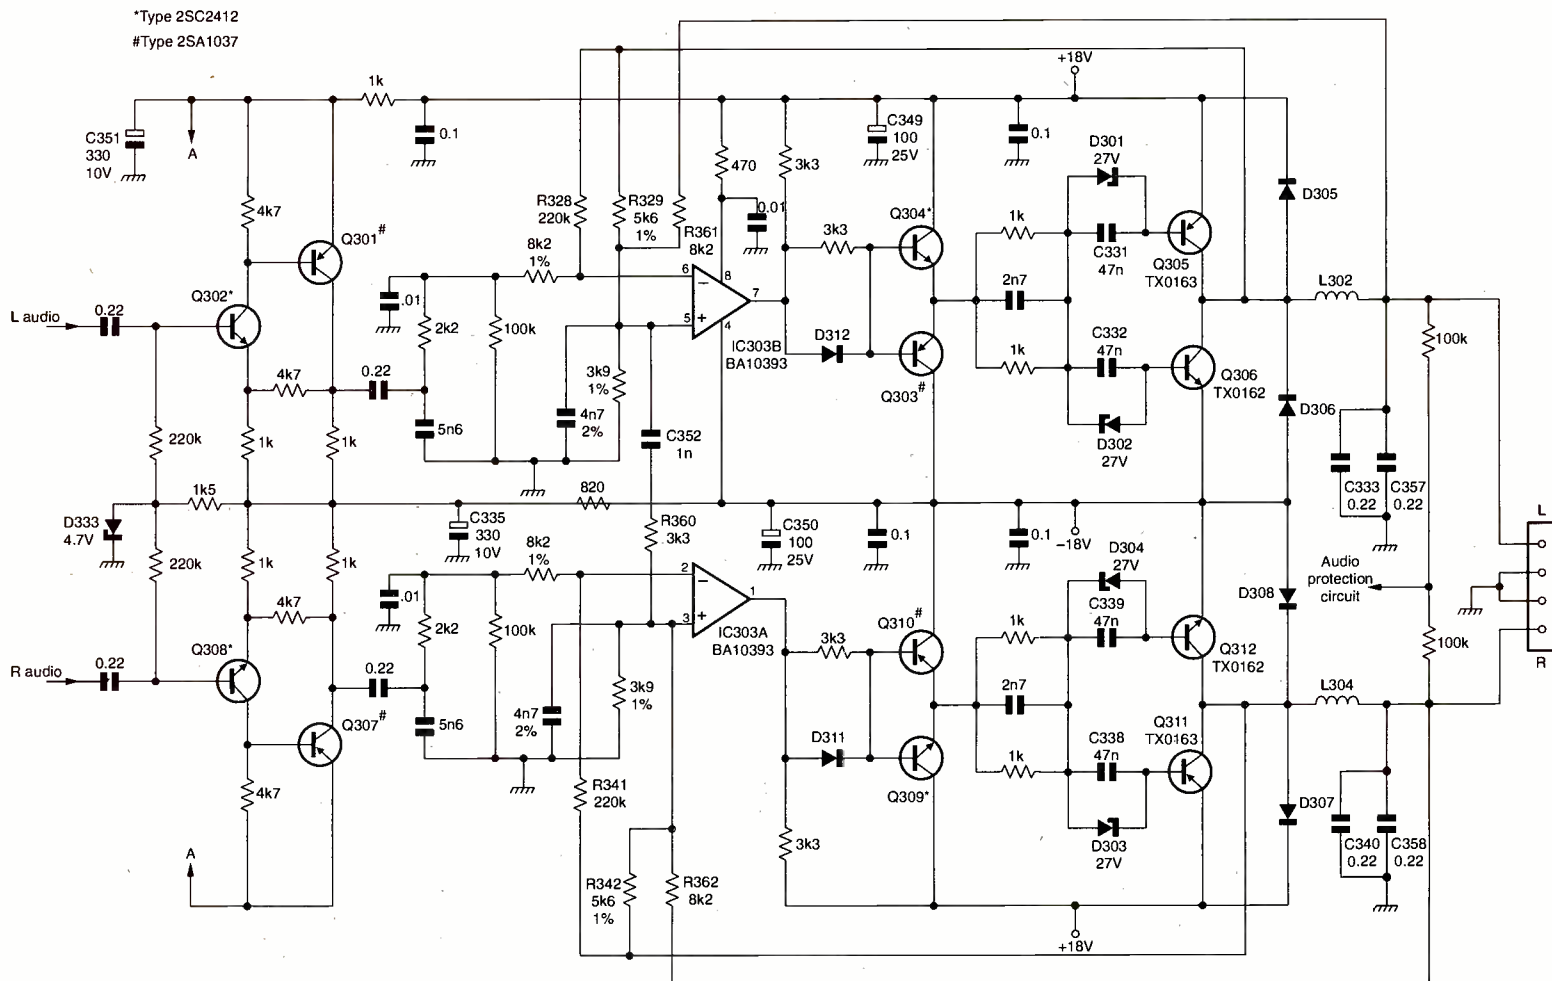 *Type 2SC2412
#Type 2SA1037
1k
+18V
C351
330
10V
A
0.1
C349
100
25V
0.1
D301
27V
470
3k3
4k7
R328
220k
R329
5k6
1%
0.01
D305
Q301#
8k2
1%
R361
8k2
3k3
Q304*
1k
C331
47n
Q305
TX0163
6
8
7
5
4
−
+
L302
L audio
0.22
Q302*
.01
2k2
100k
IC303B
BA10393
2n7
100k
D312
C332
47n
1k
Q306
TX0162
4k7
0.22
3k9
1%
Q303#
D306
4n7
2%
C352
1n
D302
27V
220k
1k
1k
5n6
C333
0.22
C357
0.22
1k5
820
D333
4.7V
C335
330
10V
R360
3k3
C350
100
25V
0.1
0.1
−18V
L
220k
1k
1k
8k2
1%
D304
27V
Audio
protection
circuit
.01
2
1
3
−
+
C339
47n
D308
4k7
2k2
100k
IC303A
BA10393
Q310#
1k
Q312
TX0162
100k
3k3
R audio
0.22
Q308*
0.22
3k9
1%
2n7
L304
R
4n7
2%
Q307#
5n6
D311
C338
47n
1k
Q311
TX0163
4k7
R341
220k
Q309*
D307
3k3
D303
27V
C340
0.22
C358
0.22
A
R342
5k6
1%
R362
8k2
+18V